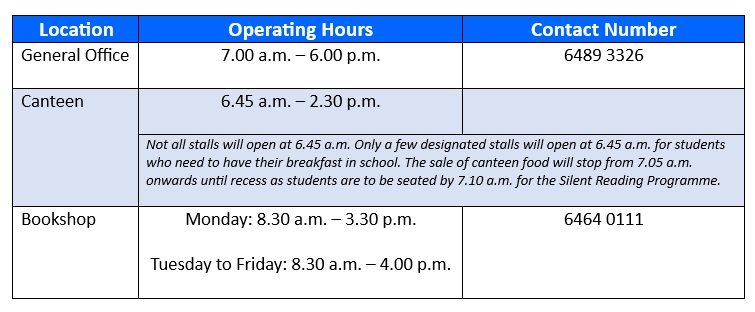 Location Operating Hours Contact Number
General Office 7.00 a.m. – 6.00 p.m. 6489 3326
Canteen 6.45 a.m. – 2.30 p.m.
Not all stalls will open at 6.45 a.m. Only a few designated stalls will open at 6.45 a.m. for students
who need to have their breakfast in school. The sale of canteen food will stop from 7.05 a.m.
onwards until recess as students are to be seated by 7.10 a.m. for the Silent Reading Programme.
Bookshop Monday: 8.30 a.m. – 3.30 p.m. 6464 0111
Tuesday to Friday: 8.30 a.m. – 4.00 p.m.